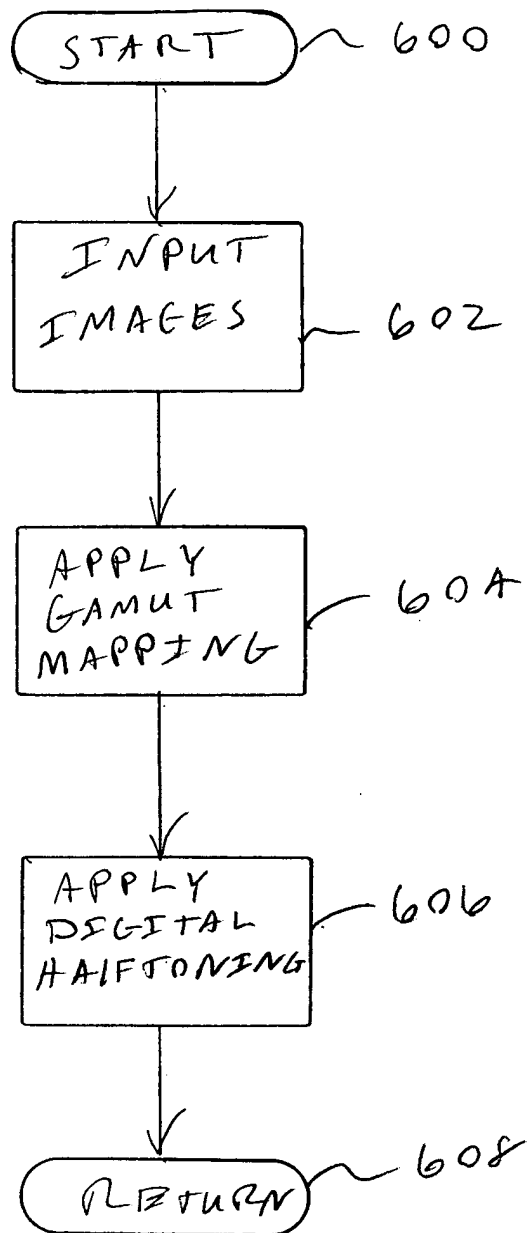 START 600
INPUT
IMAGES
602
APPLY
GAMUT
MAPPING
604
APPLY
DIGITAL
HALFTONING
606
RETURN 608